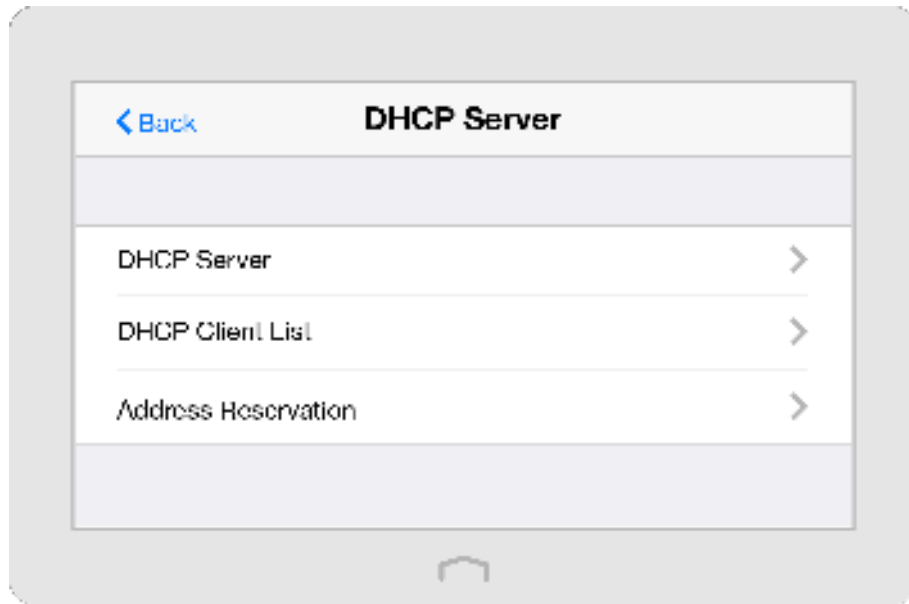 Back
DHCP Server
DHCP Server
DHCP Client List
Address Reservation